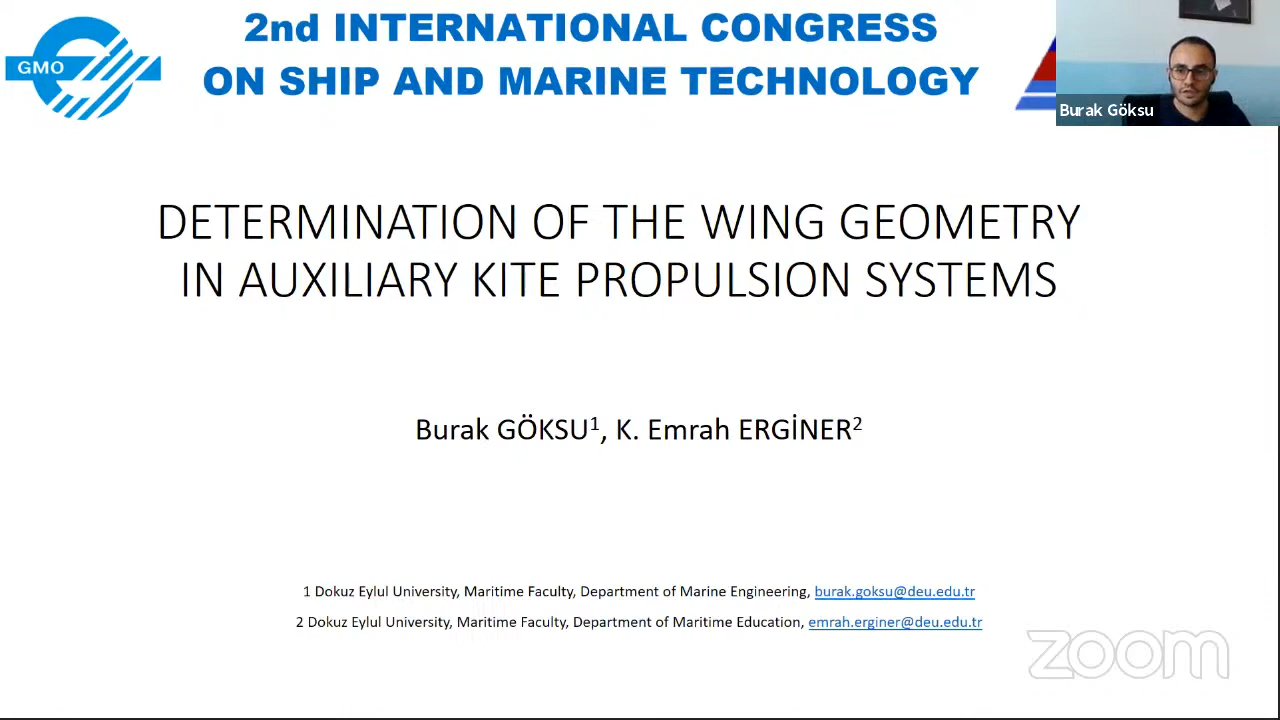 2nd INTERNATIONAL CONGRESS
ON SHIP AND MARINE TECHNOLOGY
GMO
Burak Göksu
DETERMINATION OF THE WING GEOMETRY
IN AUXILIARY KITE PROPULSION SYSTEMS
Burak GÖKSU¹, K. Emrah ERGİNER²
1 Dokuz Eylul University, Maritime Faculty, Department of Marine Engineering, burak.goksu@deu.edu.tr
2 Dokuz Eylul University, Maritime Faculty, Department of Maritime Education, emrah.erginer@deu.edu.tr
zoom